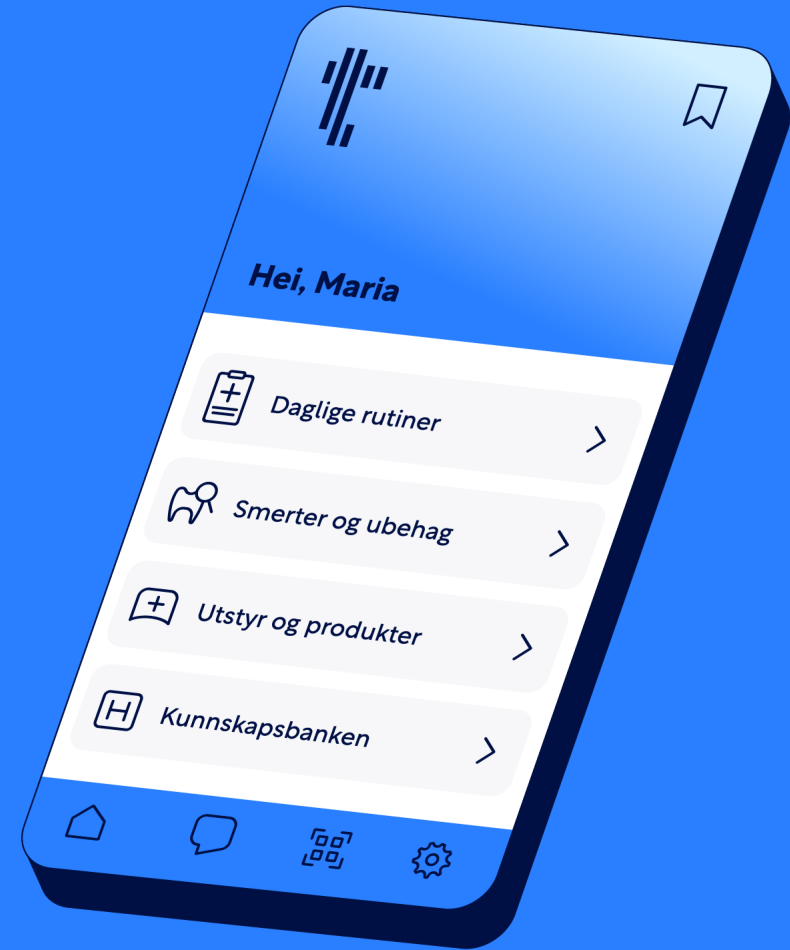 Hei, Maria
Daglige rutiner
Smerter og ubehag
Utstyr og produkter
Kunnskapsbanken